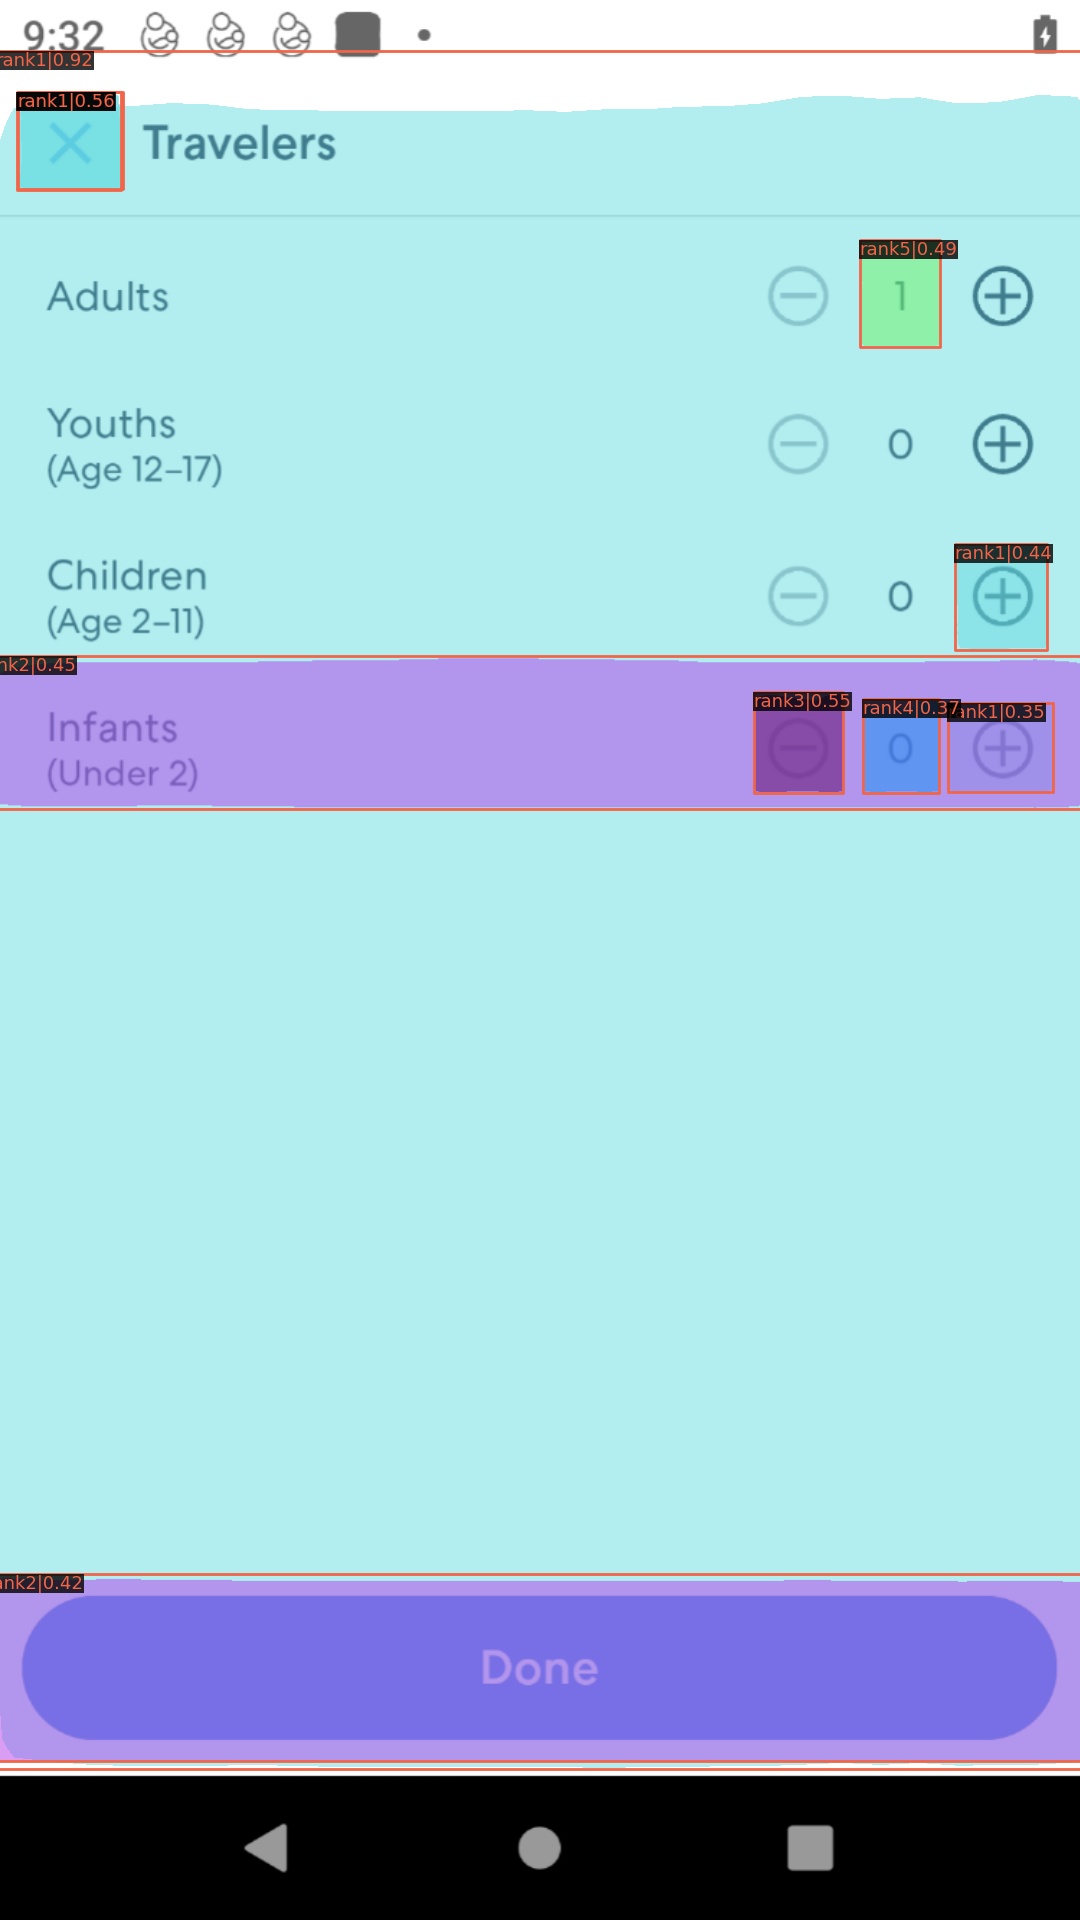 9:32
rank1|0.92
rank1|0.56
Travelers
rank5|0.49
Adults 1
Youths 0
(Age 12–17)
rank1|0.44
Children 0
(Age 2–11)
nk2|0.45
rank3|0.55 rank4|0.37 ank1|0.35
Infants 0
(Under 2)
ank2|0.42
Done